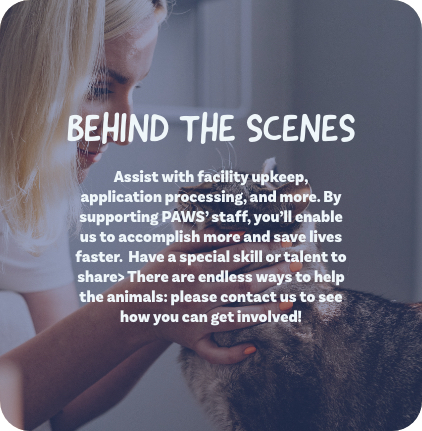 BEHIND THE SCENES
Assist with facility upkeep,
application processing, and more. By
supporting PAWS’ staff, you’ll enable
us to accomplish more and save lives
faster.  Have a special skill or talent to
share> There are endless ways to help
the animals: please contact us to see
how you can get involved!